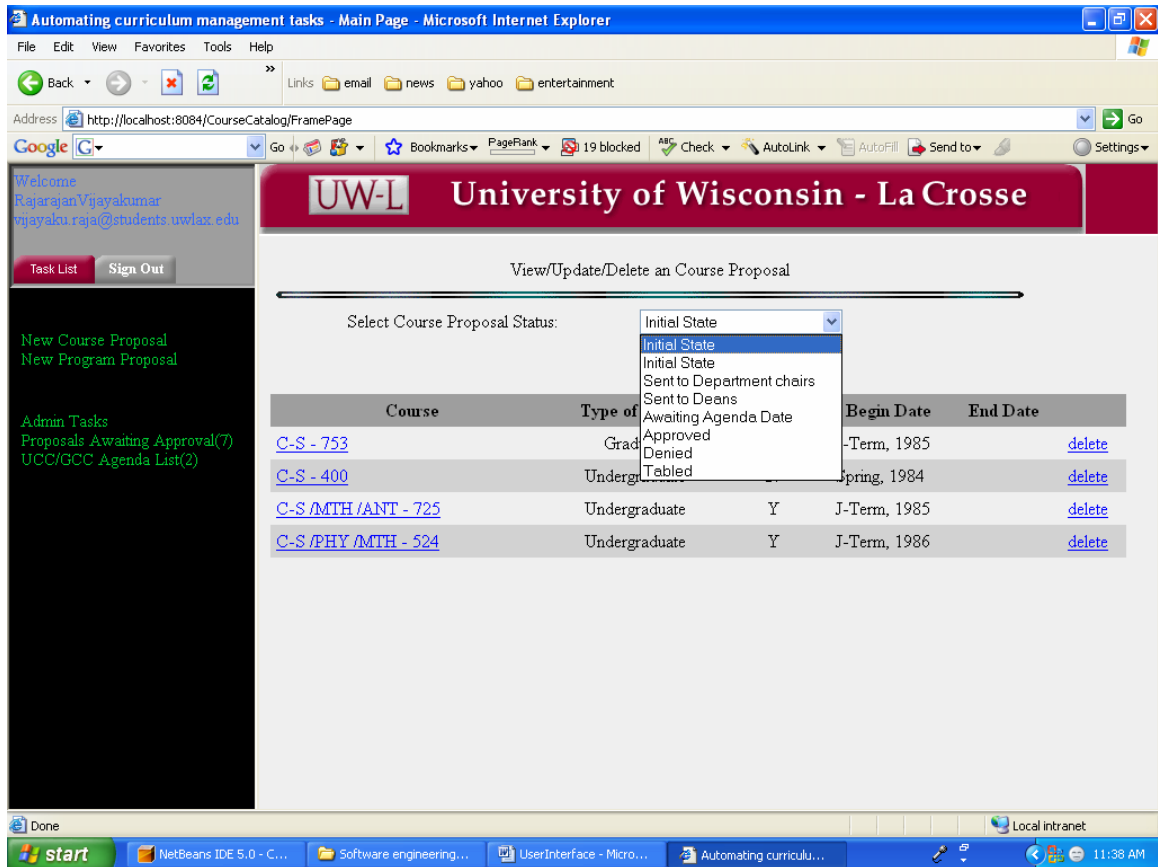 Automating curriculum management tasks - Main Page - Microsoft Internet Explorer
File Edit View Favorites Tools Help
Back » Links email news yahoo entertainment
Address http://localhost:8084/CourseCatalog/FramePage Go
Google G Go Bookmarks PageRank 19 blocked ABC Check AutoLink AutoFill Send to Settings
Welcome
RajarajanVijayakumar
vijayaku.raja@students.uwlax.edu
UW-L University of Wisconsin - La Crosse
Task List Sign Out
View/Update/Delete an Course Proposal
New Course Proposal
New Program Proposal
Admin Tasks
Proposals Awaiting Approval(7)
UCC/GCC Agenda List(2)
Select Course Proposal Status: Initial State
Initial State
Initial State
Sent to Department chairs
Sent to Deans
Awaiting Agenda Date
Approved
Denied
Tabled
Course Type of Begin Date End Date
C-S - 753 Grad -Term, 1985 delete
C-S - 400 Undergraduate Spring, 1984 delete
C-S /MTH /ANT - 725 Undergraduate Y J-Term, 1985 delete
C-S /PHY /MTH - 524 Undergraduate Y J-Term, 1986 delete
Done Local intranet
start NetBeans IDE 5.0 - C... Software engineering... UserInterface - Micro... Automating curriculu... 11:38 AM